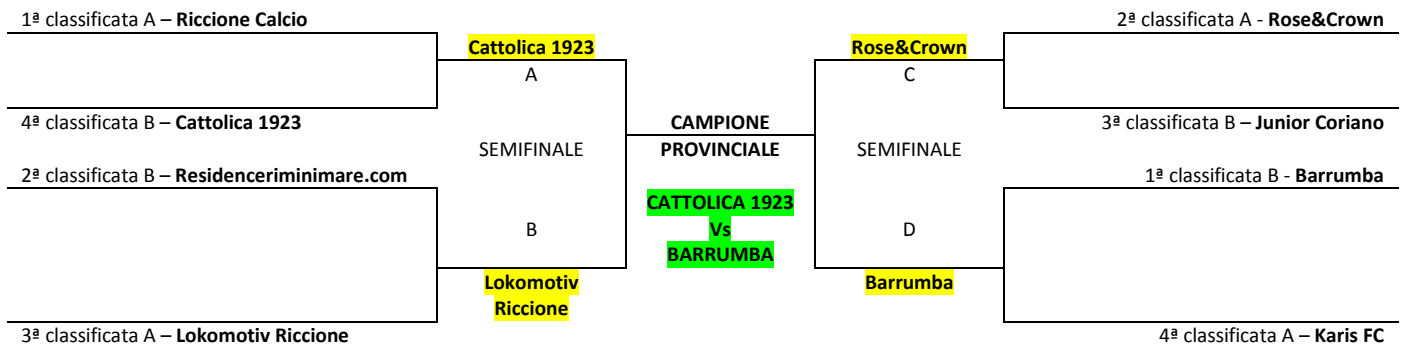 1ª classificata A – Riccione Calcio
2ª classificata A - Rose&Crown
Cattolica 1923
Rose&Crown
A
C
4ª classificata B – Cattolica 1923
CAMPIONE
3ª classificata B – Junior Coriano
SEMIFINALE
PROVINCIALE
SEMIFINALE
2ª classificata B – Residenceriminimare.com
1ª classificata B - Barrumba
CATTOLICA 1923
B
Vs
D
BARRUMBA
Lokomotiv
Riccione
Barrumba
3ª classificata A – Lokomotiv Riccione
4ª classificata A – Karis FC